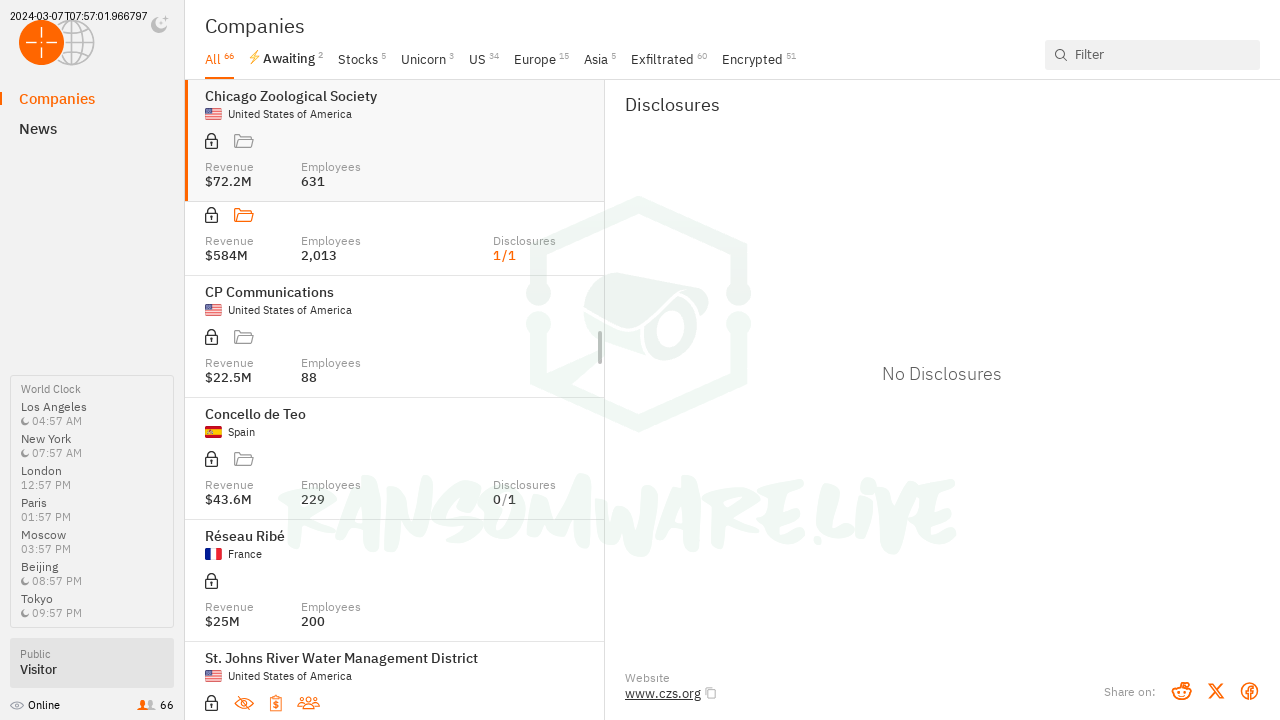 2024-03-07T07:57:01.966797
Companies
News
World Clock
Los Angeles
04:57 AM
New York
07:57 AM
London
12:57 PM
Paris
01:57 PM
Moscow
03:57 PM
Beijing
08:57 PM
Tokyo
09:57 PM
Public
Visitor
Online
66
Companies
All 66
Awaiting 2
Stocks 5
Unicorn 3
US 34
Europe 15
Asia 5
Exfiltrated 60
Encrypted 51
Filter
Chicago Zoological Society
United States of America
Revenue Employees
$72.2M 631
Revenue Employees Disclosures
$584M 2,013 1/1
CP Communications
United States of America
Revenue Employees
$22.5M 88
Concello de Teo
Spain
Revenue Employees Disclosures
$43.6M 229 0/1
Réseau Ribé
France
Revenue Employees
$25M 200
St. Johns River Water Management District
United States of America
Disclosures
No Disclosures
RANSOMWARE.LIVE
Website
www.czs.org
Share on: